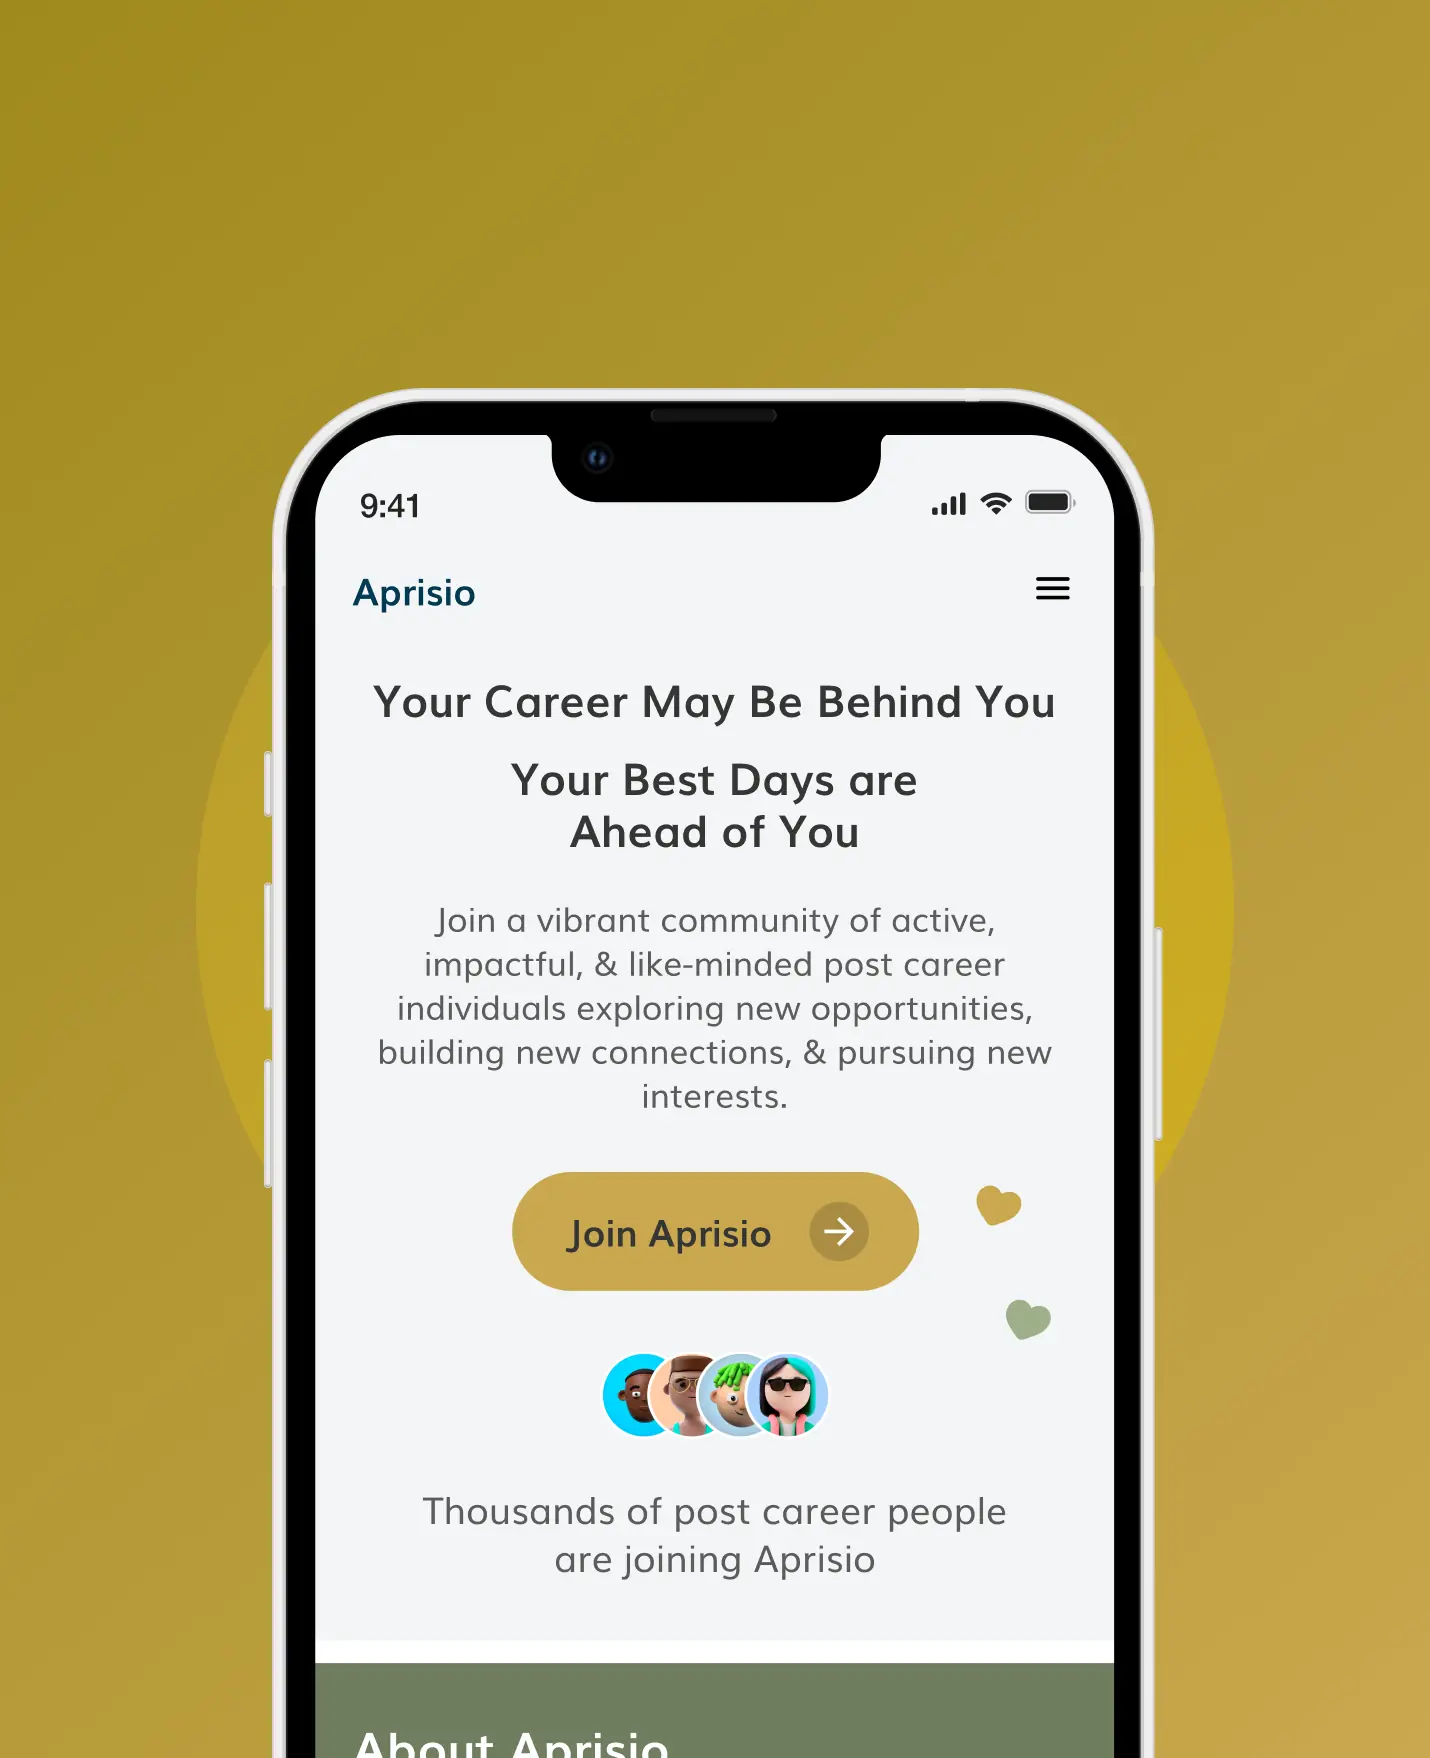 9:41
Aprisio
Your Career May Be Behind You
Your Best Days are
Ahead of You
Join a vibrant community of active,
impactful, & like-minded post career
individuals exploring new opportunities,
building new connections, & pursuing new
interests.
Join Aprisio
Thousands of post career people
are joining Aprisio
About Aprisio